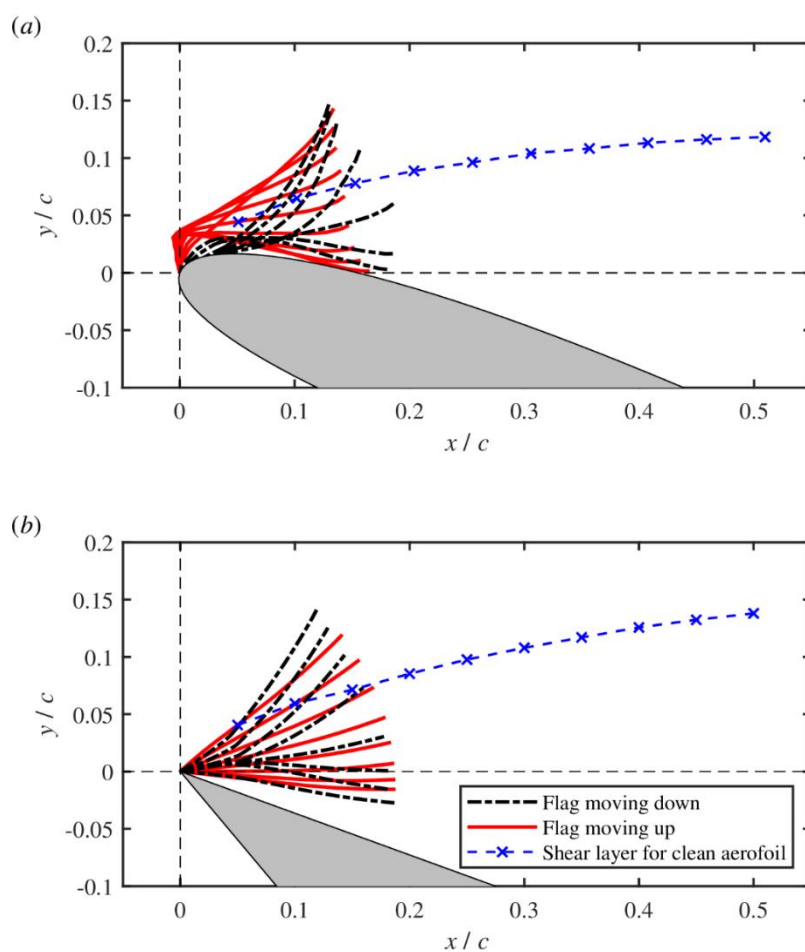 (a)
0.2
0.15
0.1
0.05
0
-0.05
-0.1
y / c
0 0.1 0.2 0.3 0.4 0.5
x / c
(b)
0.2
0.15
0.1
0.05
0
-0.05
-0.1
y / c
Flag moving down
Flag moving up
Shear layer for clean aerofoil
0 0.1 0.2 0.3 0.4 0.5
x / c